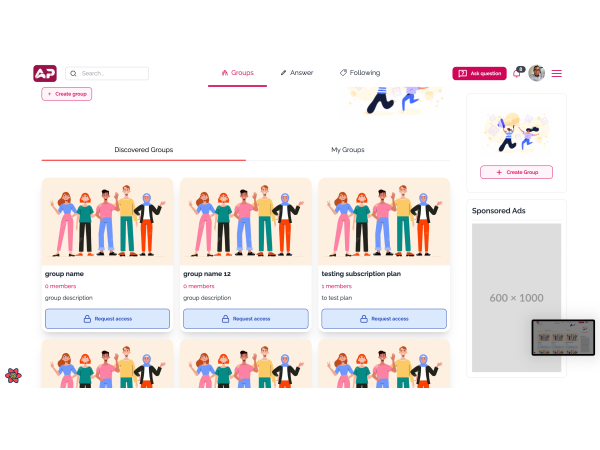 AP
Search..
Groups
Answer
Following
Ask question
+ Create group
Discovered Groups
My Groups
group name
0 members
group description
Request access
group name 12
0 members
group description
Request access
testing subscription plan
1 members
to test plan
Request access
+ Create Group
Sponsored Ads
600 × 1000